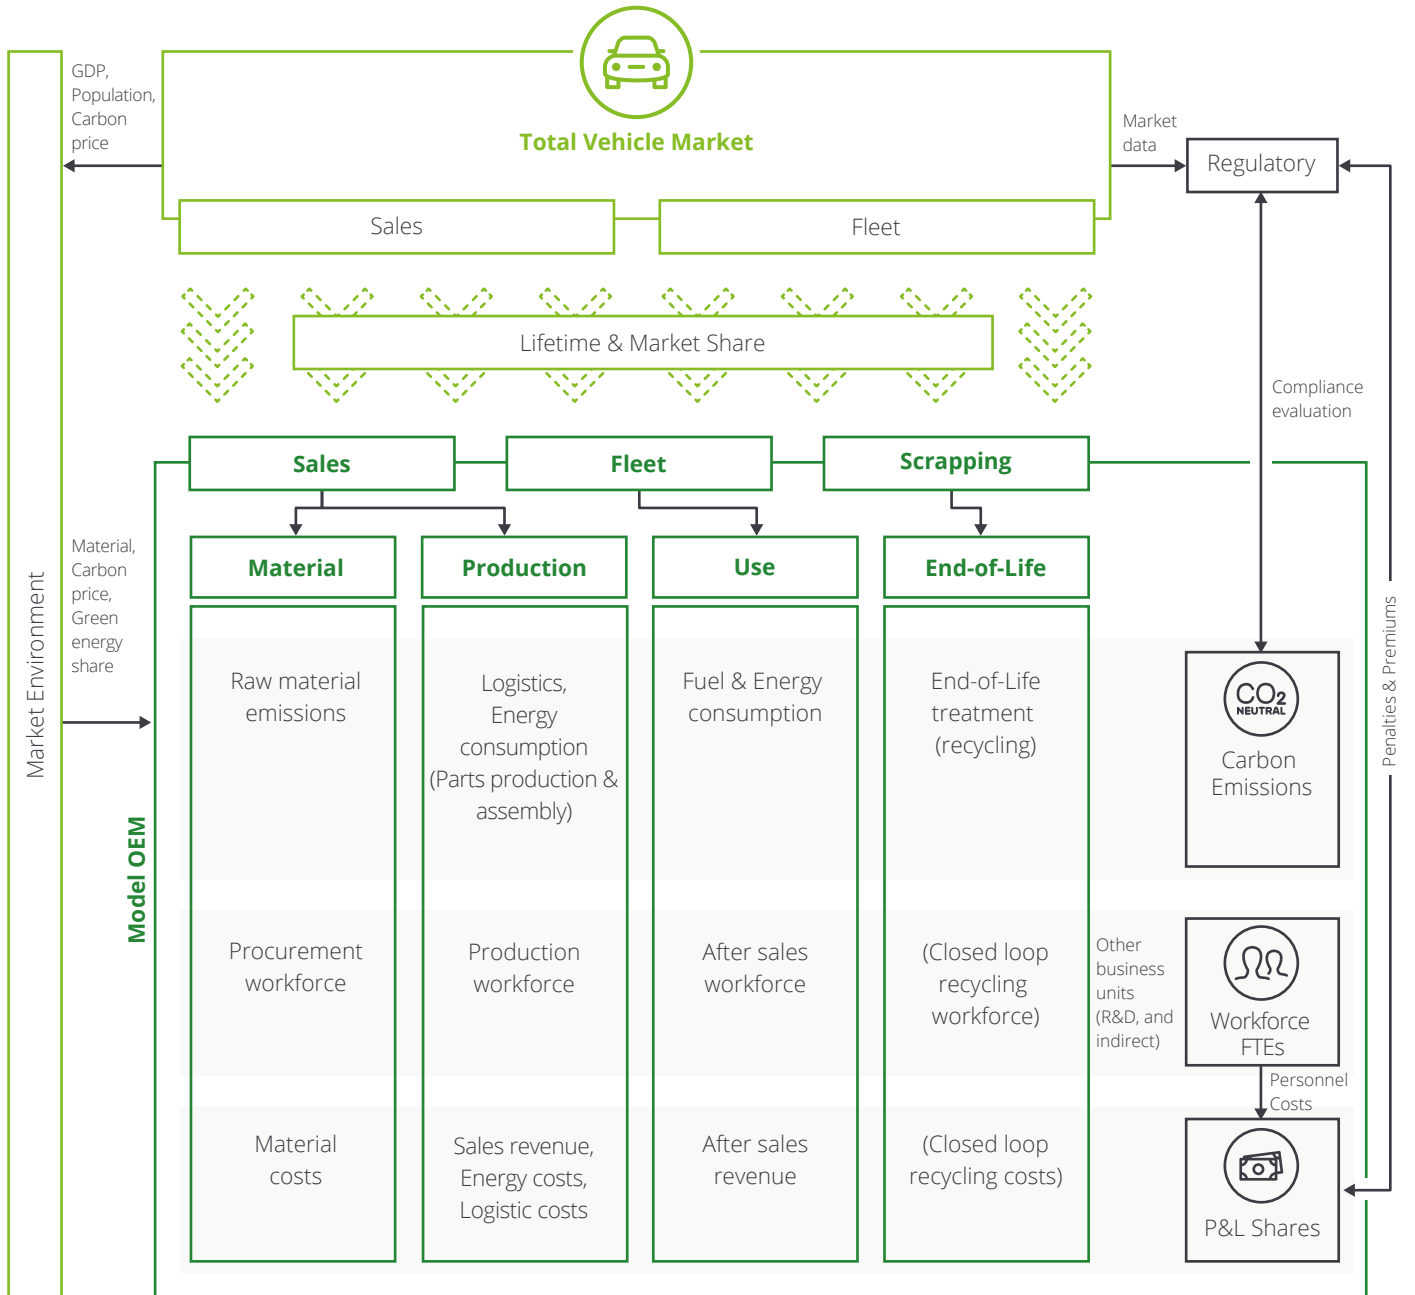 GDP,
Population,
Carbon
price
Total Vehicle Market
Market
data
Regulatory
Sales
Fleet
Lifetime & Market Share
Compliance
evaluation
Sales
Fleet
Scrapping
Market Environment
Material,
Carbon
price,
Green
energy
share
Model OEM
Material
Production
Use
End-of-Life
Raw material
emissions
Logistics,
Energy
consumption
(Parts production &
assembly)
Fuel & Energy
consumption
End-of-Life
treatment
(recycling)
CO2
NEUTRAL
Carbon
Emissions
Penalties & Premiums
Procurement
workforce
Production
workforce
After sales
workforce
(Closed loop
recycling
workforce)
Other
business
units
(R&D, and
indirect)
Workforce
FTEs
Personnel
Costs
Material
costs
Sales revenue,
Energy costs,
Logistic costs
After sales
revenue
(Closed loop
recycling costs)
P&L Shares